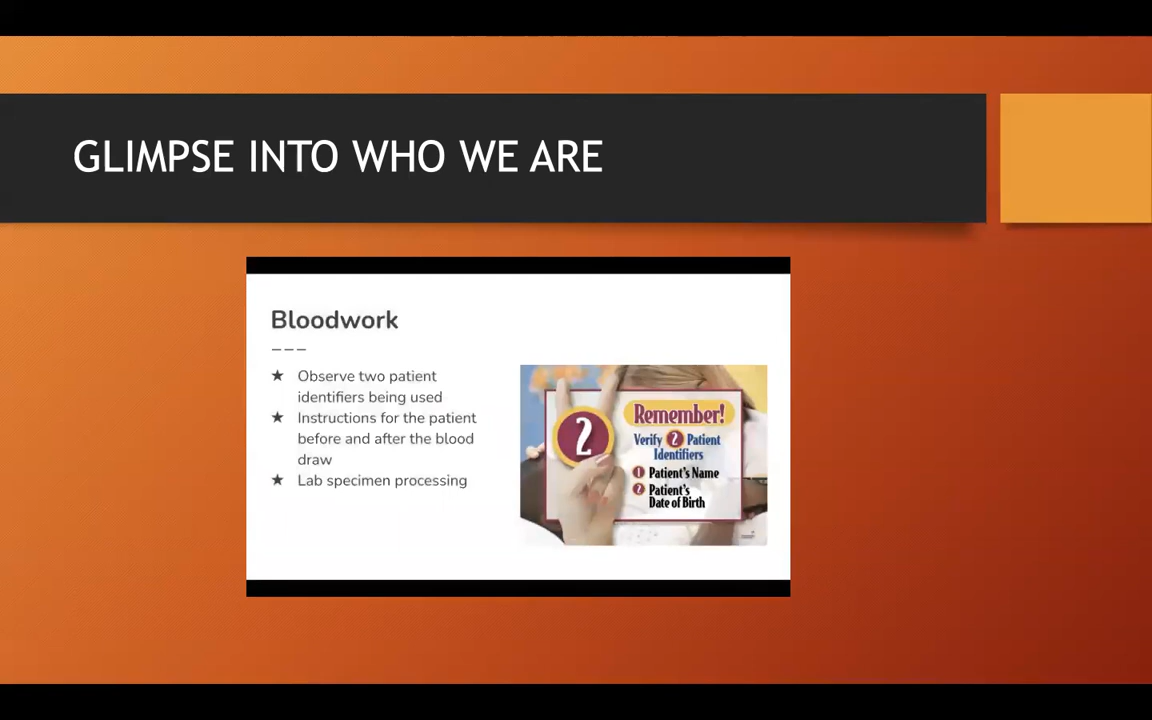 GLIMPSE INTO WHO WE ARE
Bloodwork
---
★ Observe two patient
identifiers being used
★ Instructions for the patient
before and after the blood
draw
★ Lab specimen processing
2
Remember!
Verify 2 Patient
Identifiers
1 Patient's Name
2 Patient's
Date of Birth